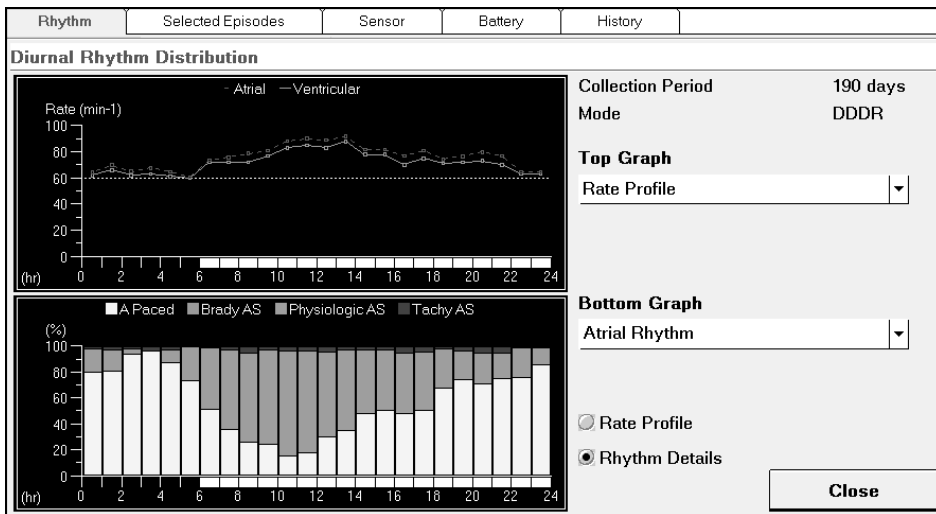 Rhythm Selected Episodes Sensor Battery History
Diurnal Rhythm Distribution
Atrial Ventricular
Rate (min-1)
100
80
60
40
20
0
(hr) 0 2 4 6 8 10 12 14 16 18 20 22 24
A Paced Brady AS Physiologic AS Tachy AS
(%)
100
80
60
40
20
0
(hr) 0 2 4 6 8 10 12 14 16 18 20 22 24
Collection Period 190 days
Mode DDDR
Top Graph
Rate Profile
Bottom Graph
Atrial Rhythm
Rate Profile
Rhythm Details
Close